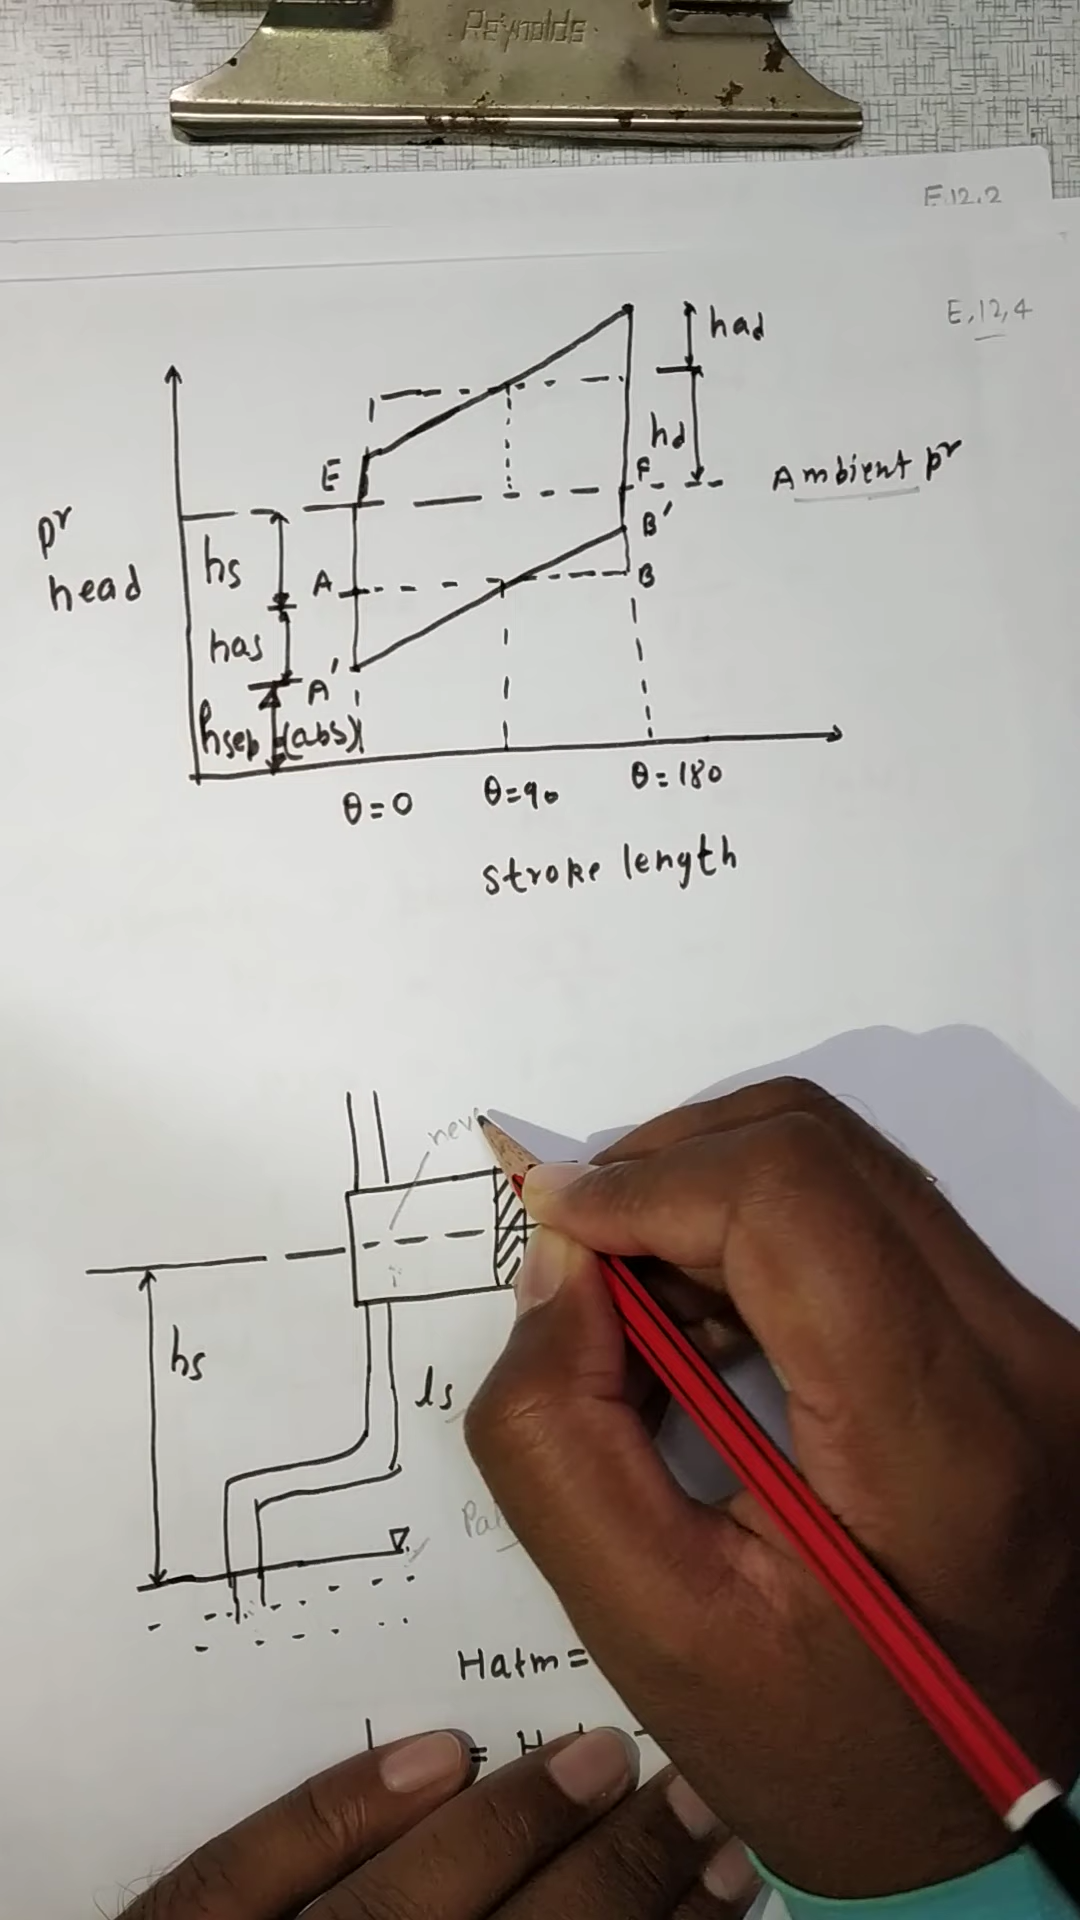 Reynolds
E.12.2
E.12.4
had
hd
E
F
Ambient pr
pr
head
hs
B'
A
B
has
A'
hsep (abs)
θ=0
θ=90
θ=180
stroke length
hs
ls
Hatm=